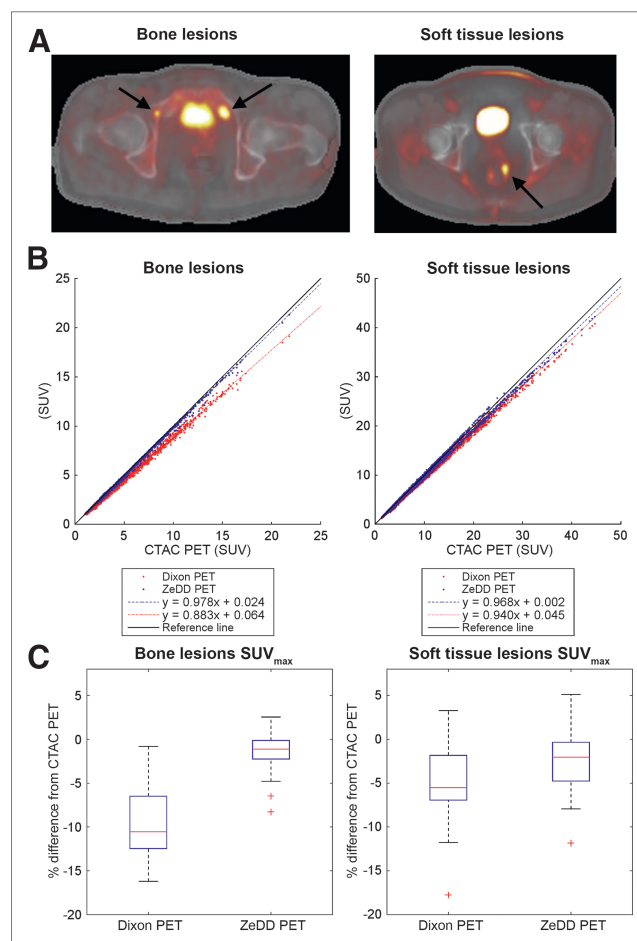 A
Bone lesions
Soft tissue lesions
B
Bone lesions
Soft tissue lesions
25
20
15
10
5
0
(SUV)
0 5 10 15 20 25
CTAC PET (SUV)
50
40
30
20
10
0
(SUV)
0 10 20 30 40 50
CTAC PET (SUV)
Dixon PET
ZeDD PET
y = 0.978x + 0.024
y = 0.883x + 0.064
Reference line
Dixon PET
ZeDD PET
y = 0.968x + 0.002
y = 0.940x + 0.045
Reference line
C
Bone lesions SUVmax
Soft tissue lesions SUVmax
5
0
-5
-10
-15
-20
% difference from CTAC PET
Dixon PET ZeDD PET
5
0
-5
-10
-15
-20
% difference from CTAC PET
Dixon PET ZeDD PET